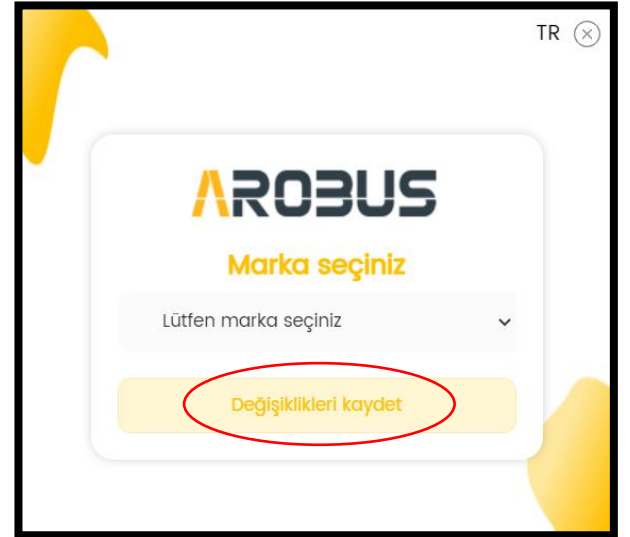 TR
AROBUS
Marka seçiniz
Lütfen marka seçiniz
Değişiklikleri kaydet